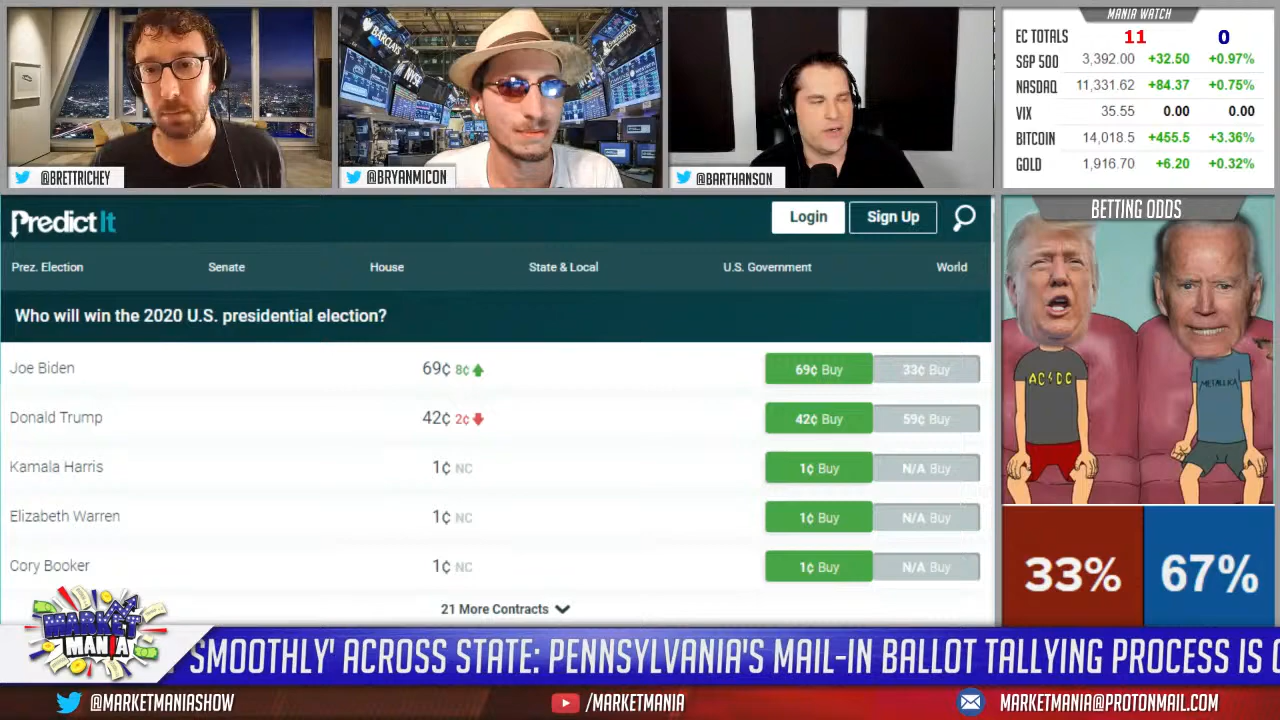 BARCLAYS
NYSE
@BRETTRICHEY
@BRYANMICON
@BARTHANSON
MANIA WATCH
EC TOTALS 11 0
S&P 500 3,392.00 +32.50 +0.97%
NASDAQ 11,331.62 +84.37 +0.75%
VIX 35.55 0.00 0.00
BITCOIN 14,018.5 +455.5 +3.36%
GOLD 1,916.70 +6.20 +0.32%
PredictIt
Login Sign Up
Prez. Election Senate House State & Local U.S. Government World
Who will win the 2020 U.S. presidential election?
Joe Biden 69¢ 8¢ 69¢ Buy 33¢ Buy
Donald Trump 42¢ 2¢ 42¢ Buy 59¢ Buy
Kamala Harris 1¢ NC 1¢ Buy N/A Buy
Elizabeth Warren 1¢ NC 1¢ Buy N/A Buy
Cory Booker 1¢ NC 1¢ Buy N/A Buy
21 More Contracts
BETTING ODDS
AC DC
METALLICA
33% 67%
MARKET
MANIA
'SMOOTHLY' ACROSS STATE: PENNSYLVANIA'S MAIL-IN BALLOT TALLYING PROCESS IS
@MARKETMANIASHOW
/MARKETMANIA
MARKETMANIA@PROTONMAIL.COM